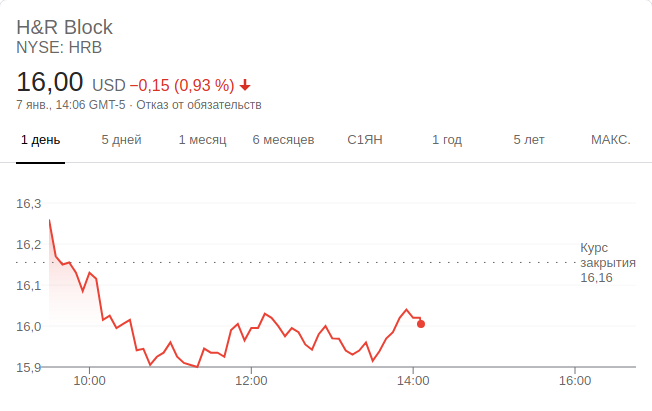 H&R Block
NYSE: HRB
16,00 USD −0,15 (0,93 %)
7 янв., 14:06 GMT-5 · Отказ от обязательств
1 день 5 дней 1 месяц 6 месяцев С1ЯН 1 год 5 лет МАКС.
16,3
16,2
16,1
16,0
15,9
Курс
закрытия
16,16
10:00 12:00 14:00 16:00